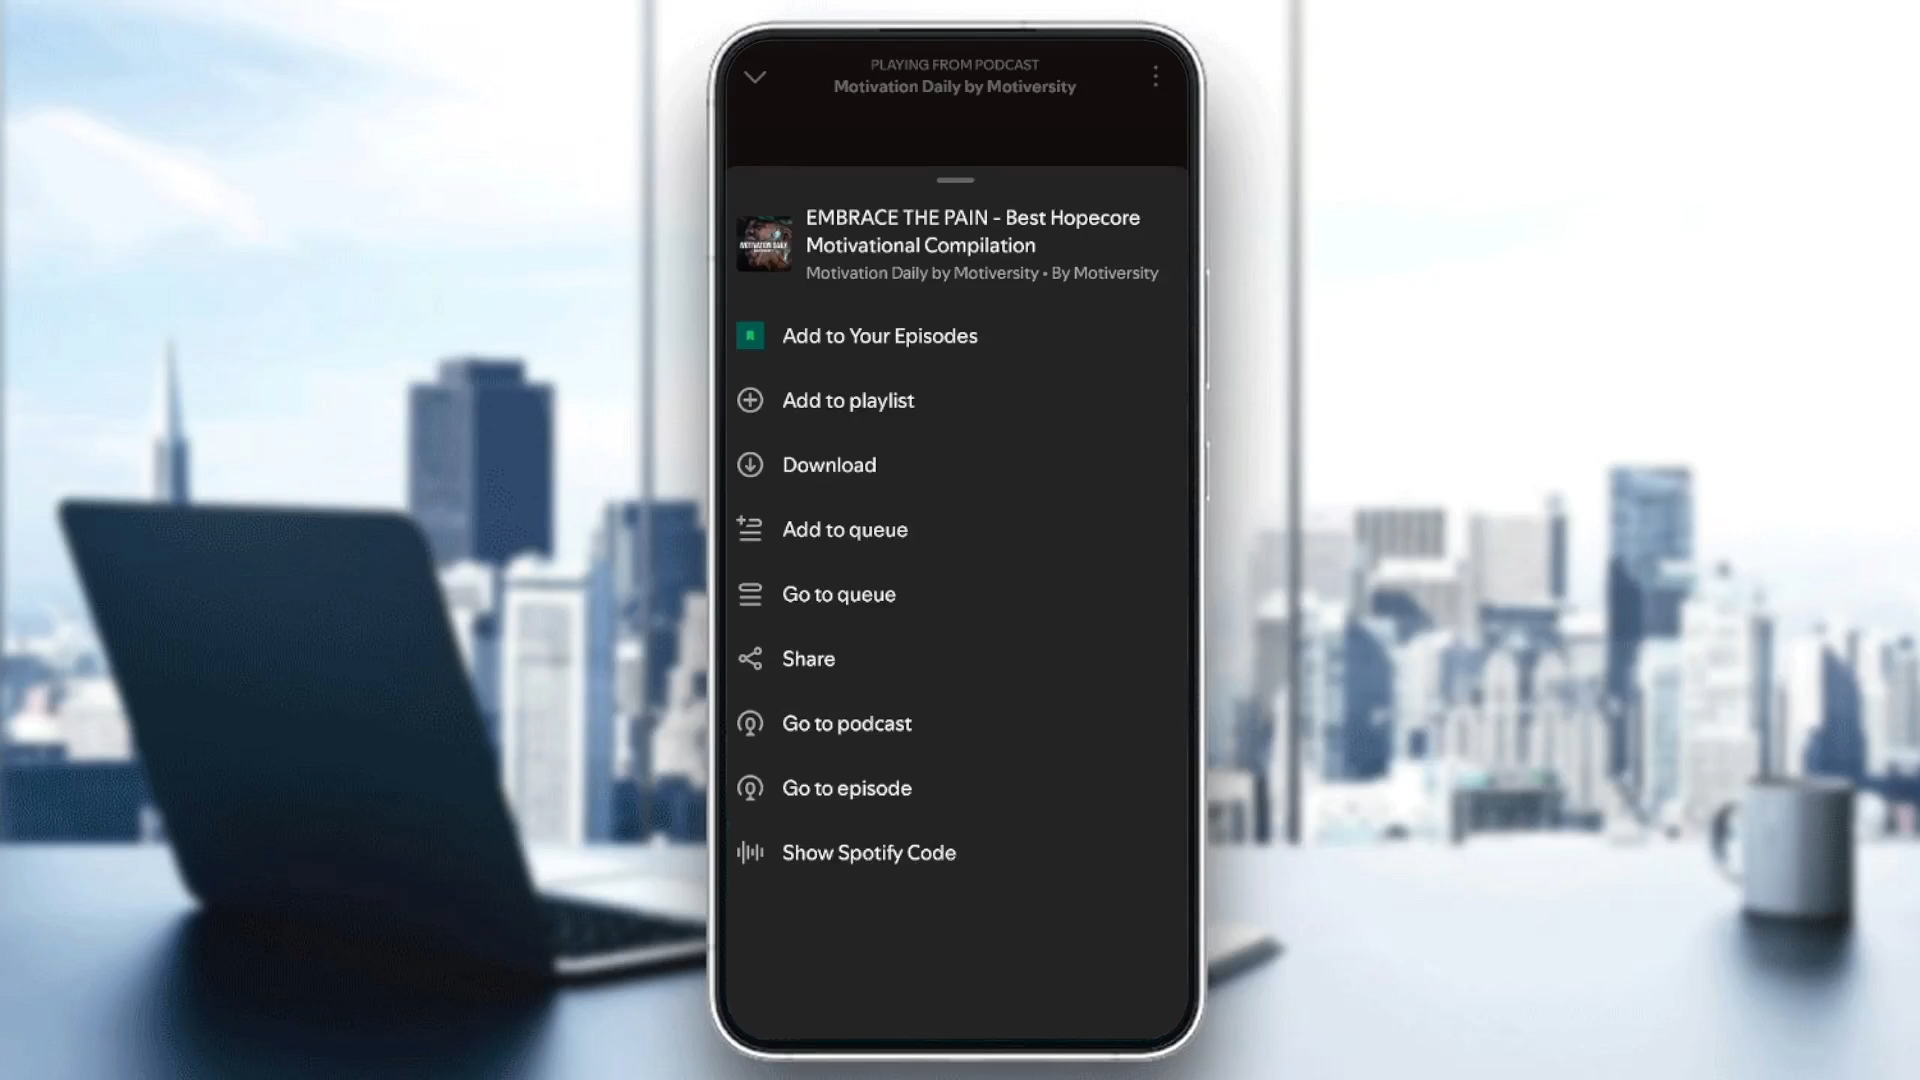 PLAYING FROM PODCAST
Motivation Daily by Motiversity
EMBRACE THE PAIN - Best Hopecore
Motivational Compilation
Motivation Daily by Motiversity • By Motiversity
MOTIVATION DAILY
Add to Your Episodes
Add to playlist
Download
Add to queue
Go to queue
Share
Go to podcast
Go to episode
Show Spotify Code